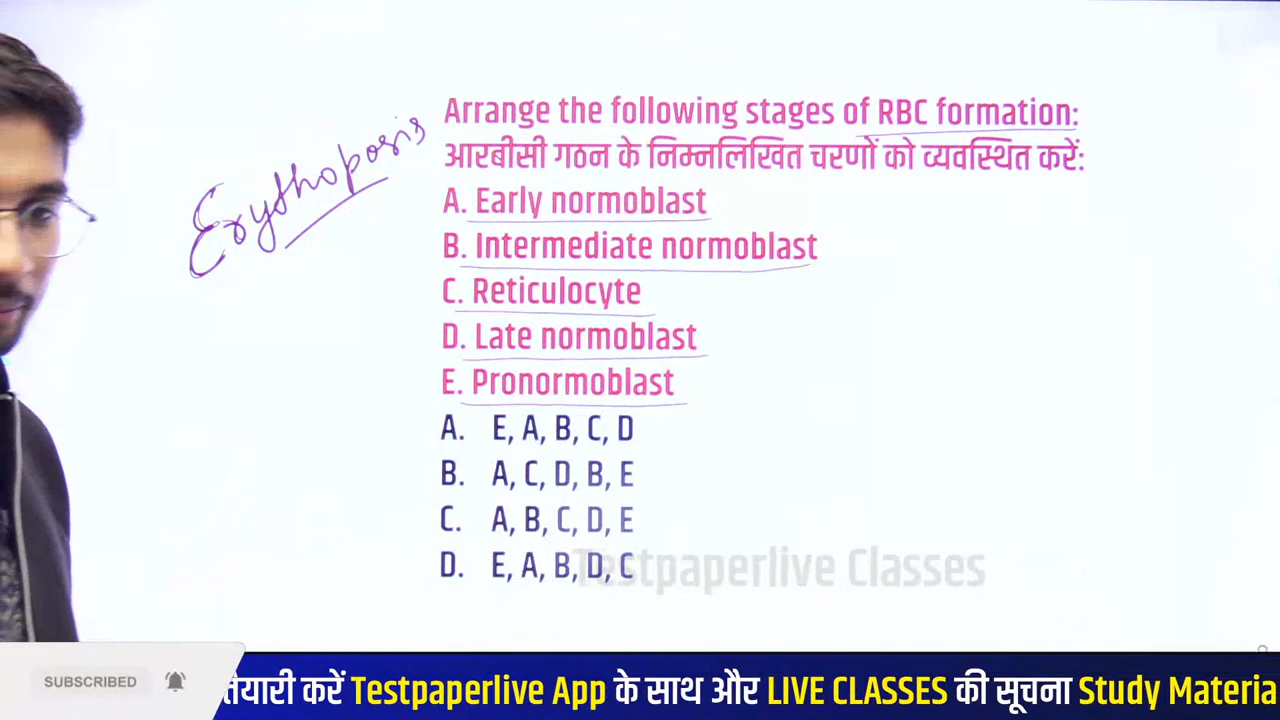 Erythoposis
Arrange the following stages of RBC formation:
आरबीसी गठन के निम्नलिखित चरणों को व्यवस्थित करें:
A. Early normoblast
B. Intermediate normoblast
C. Reticulocyte
D. Late normoblast
E. Pronormoblast
A. E, A, B, C, D
B. A, C, D, B, E
C. A, B, C, D, E
D. E, A, B, D, C
Testpaperlive Classes
SUBSCRIBED
तैयारी करें Testpaperlive App के साथ और LIVE CLASSES की सूचना Study Materia